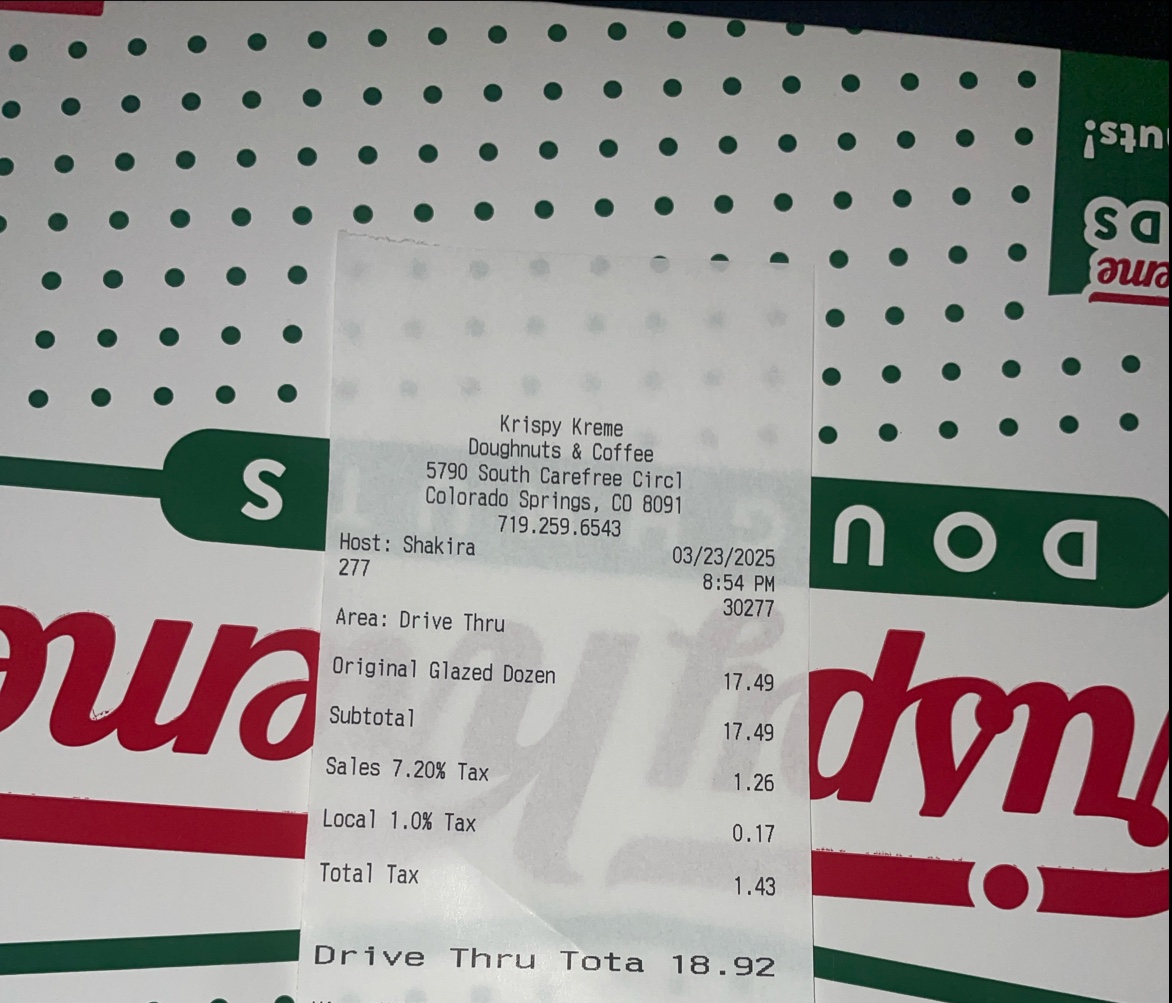 Krispy Kreme
Doughnuts & Coffee
5790 South Carefree Circl
Colorado Springs, CO 8091
719.259.6543
Host: Shakira 03/23/2025
277 8:54 PM
30277
Area: Drive Thru
Original Glazed Dozen 17.49
Subtotal 17.49
Sales 7.20% Tax 1.26
Local 1.0% Tax 0.17
Total Tax 1.43
Drive Thru Tota 18.92
DOUGHNUTS
Krispy Kreme